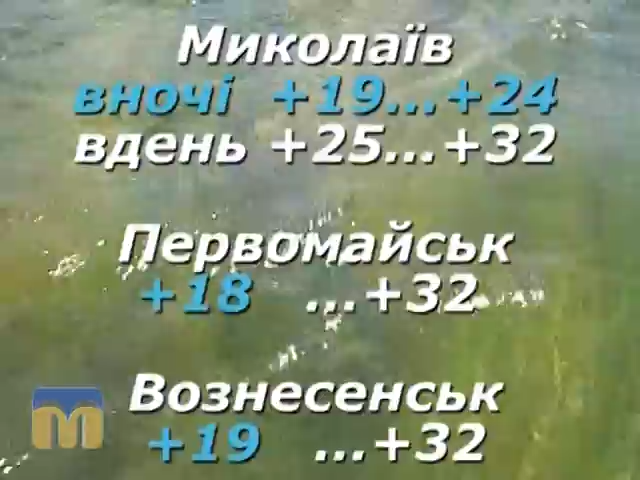 Миколаїв
вночі +19...+24
вдень +25...+32
Первомайськ
+18 ...+32
Вознесенськ
+19 ...+32
m